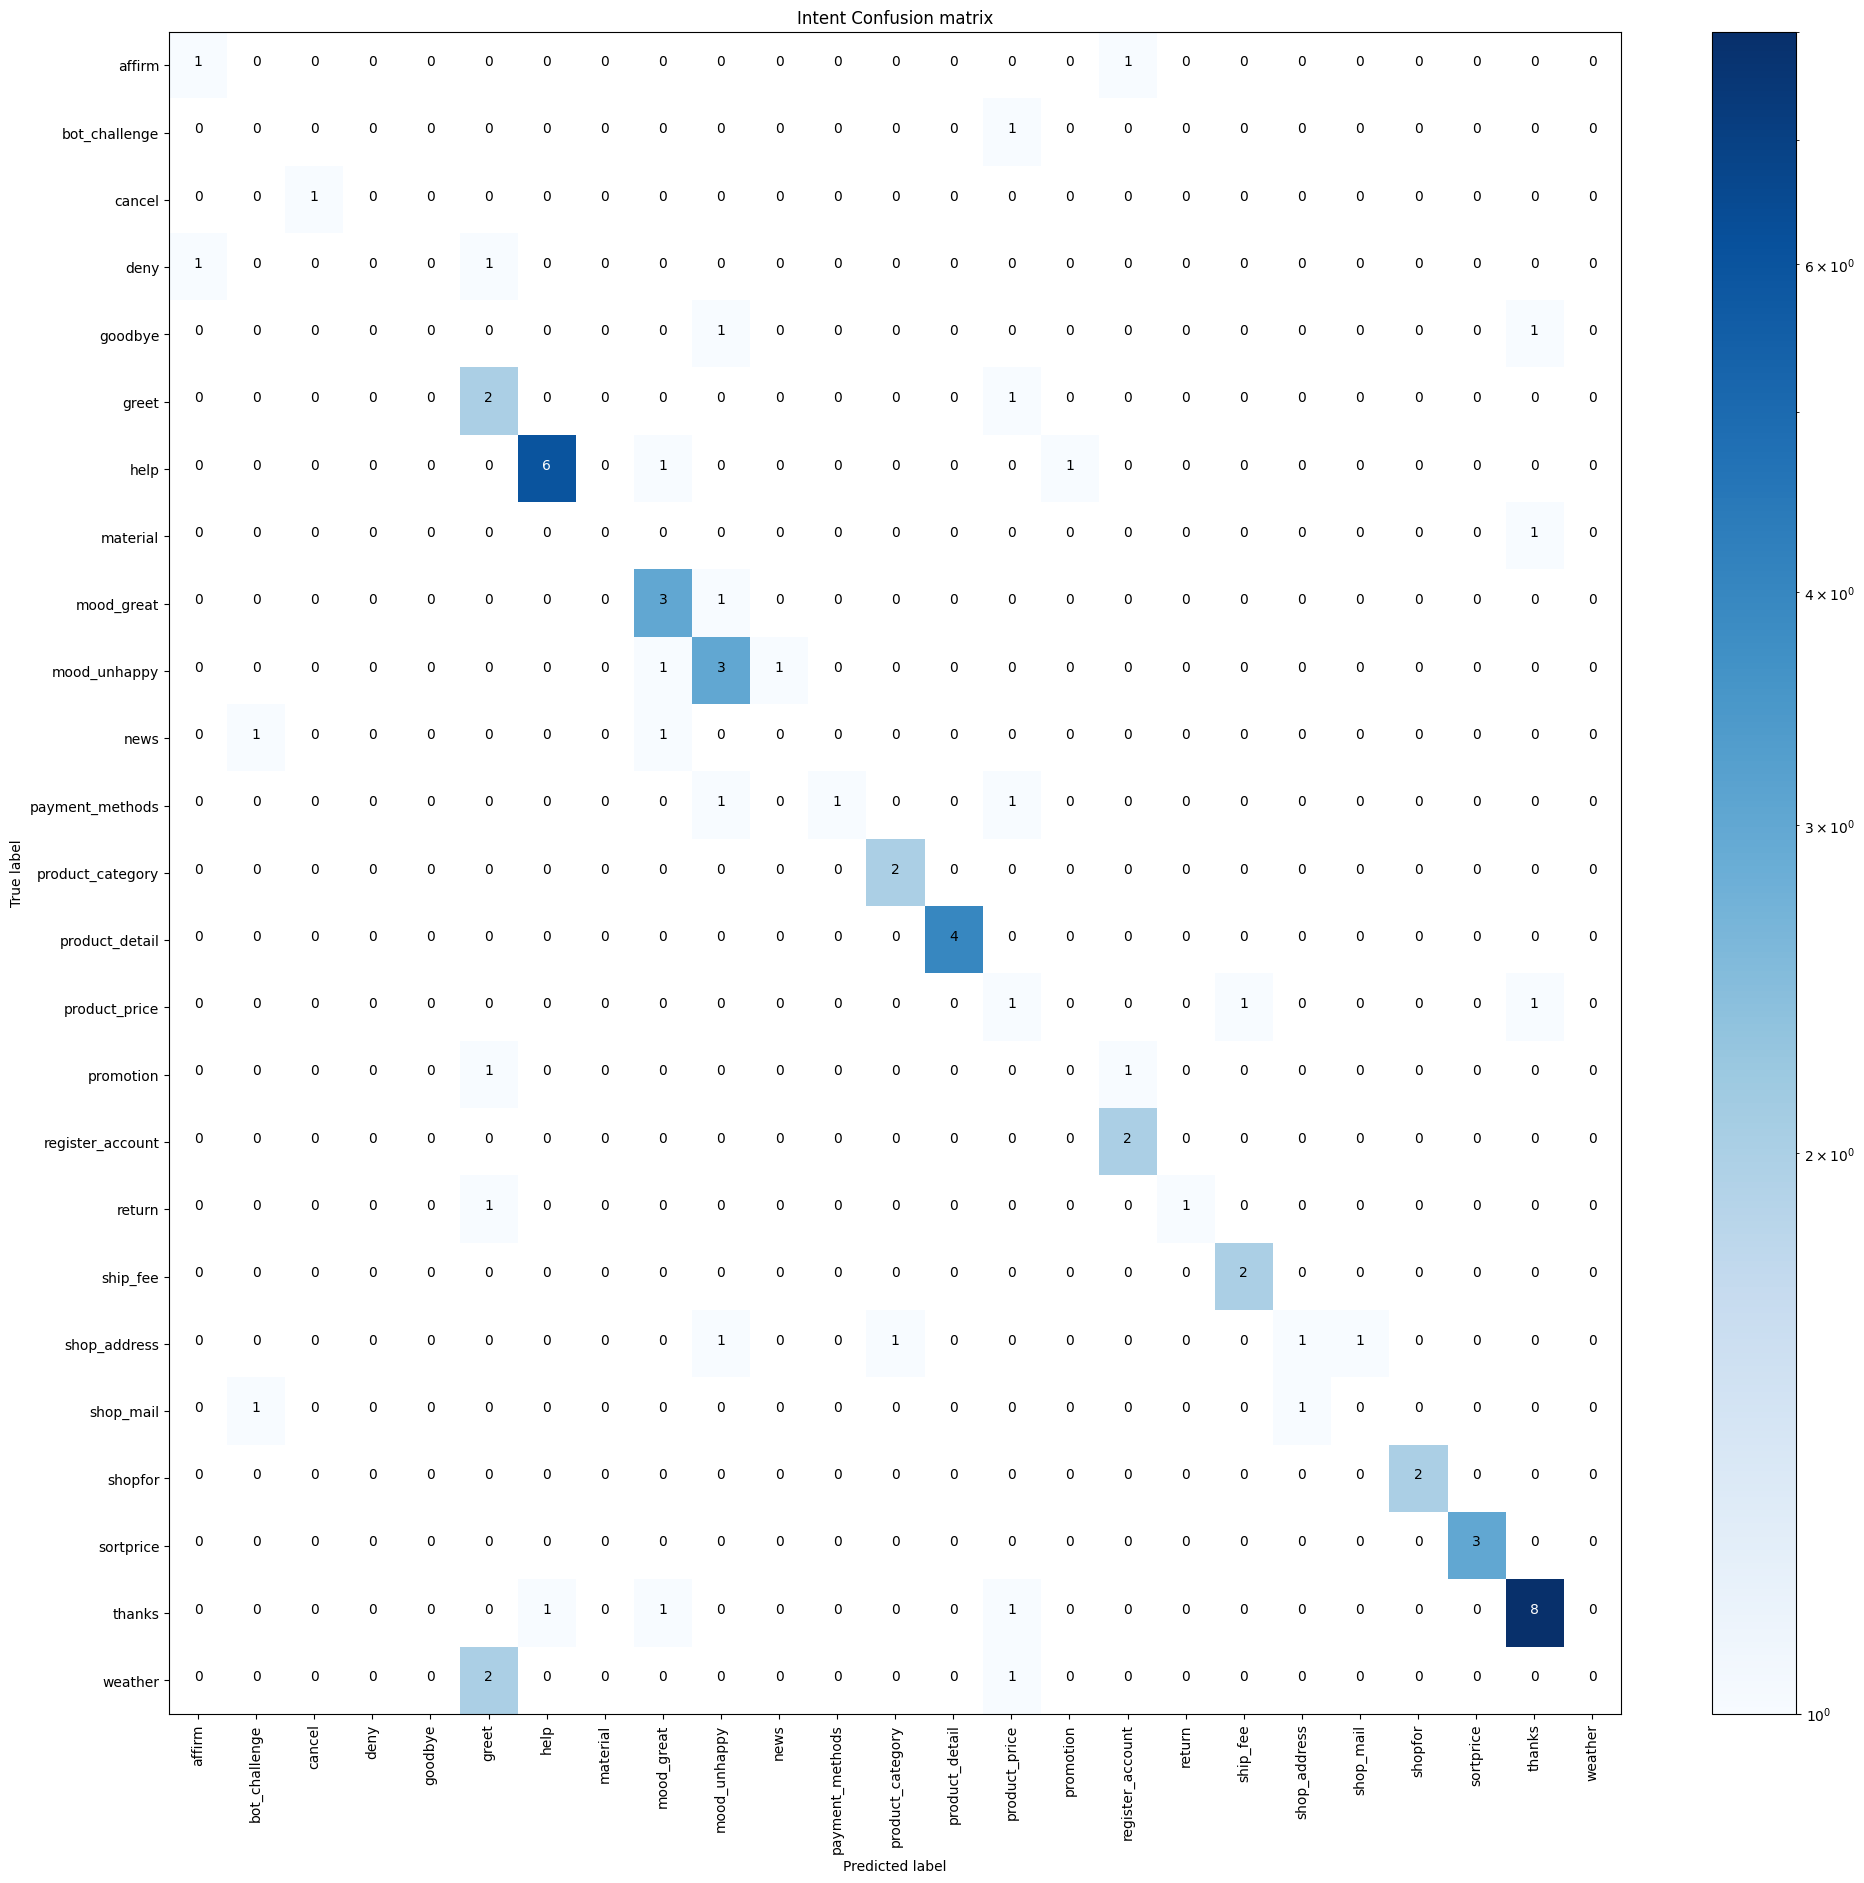 Intent Confusion matrix
True label
affirm 1 0 0 0 0 0 0 0 0 0 0 0 0 0 0 0 1 0 0 0 0 0 0 0 0
bot_challenge 0 0 0 0 0 0 0 0 0 0 0 0 0 0 1 0 0 0 0 0 0 0 0 0 0
cancel 0 0 1 0 0 0 0 0 0 0 0 0 0 0 0 0 0 0 0 0 0 0 0 0 0
deny 1 0 0 0 0 1 0 0 0 0 0 0 0 0 0 0 0 0 0 0 0 0 0 0 0
goodbye 0 0 0 0 0 0 0 0 0 1 0 0 0 0 0 0 0 0 0 0 0 0 0 1 0
greet 0 0 0 0 0 2 0 0 0 0 0 0 0 0 1 0 0 0 0 0 0 0 0 0 0
help 0 0 0 0 0 0 6 0 1 0 0 0 0 0 0 1 0 0 0 0 0 0 0 0 0
material 0 0 0 0 0 0 0 0 0 0 0 0 0 0 0 0 0 0 0 0 0 0 0 1 0
mood_great 0 0 0 0 0 0 0 0 3 1 0 0 0 0 0 0 0 0 0 0 0 0 0 0 0
mood_unhappy 0 0 0 0 0 0 0 0 1 3 1 0 0 0 0 0 0 0 0 0 0 0 0 0 0
news 0 1 0 0 0 0 0 0 1 0 0 0 0 0 0 0 0 0 0 0 0 0 0 0 0
payment_methods 0 0 0 0 0 0 0 0 0 1 0 1 0 0 1 0 0 0 0 0 0 0 0 0 0
product_category 0 0 0 0 0 0 0 0 0 0 0 0 2 0 0 0 0 0 0 0 0 0 0 0 0
product_detail 0 0 0 0 0 0 0 0 0 0 0 0 0 4 0 0 0 0 0 0 0 0 0 0 0
product_price 0 0 0 0 0 0 0 0 0 0 0 0 0 0 1 0 0 0 1 0 0 0 0 1 0
promotion 0 0 0 0 0 1 0 0 0 0 0 0 0 0 0 0 1 0 0 0 0 0 0 0 0
register_account 0 0 0 0 0 0 0 0 0 0 0 0 0 0 0 0 2 0 0 0 0 0 0 0 0
return 0 0 0 0 0 1 0 0 0 0 0 0 0 0 0 0 0 1 0 0 0 0 0 0 0
ship_fee 0 0 0 0 0 0 0 0 0 0 0 0 0 0 0 0 0 0 2 0 0 0 0 0 0
shop_address 0 0 0 0 0 0 0 0 0 1 0 0 1 0 0 0 0 0 0 1 1 0 0 0 0
shop_mail 0 1 0 0 0 0 0 0 0 0 0 0 0 0 0 0 0 0 0 1 0 0 0 0 0
shopfor 0 0 0 0 0 0 0 0 0 0 0 0 0 0 0 0 0 0 0 0 0 2 0 0 0
sortprice 0 0 0 0 0 0 0 0 0 0 0 0 0 0 0 0 0 0 0 0 0 0 3 0 0
thanks 0 0 0 0 0 0 1 0 1 0 0 0 0 0 1 0 0 0 0 0 0 0 0 8 0
weather 0 0 0 0 0 2 0 0 0 0 0 0 0 0 1 0 0 0 0 0 0 0 0 0 0
affirm
bot_challenge
cancel
deny
goodbye
greet
help
material
mood_great
mood_unhappy
news
payment_methods
product_category
product_detail
product_price
promotion
register_account
return
ship_fee
shop_address
shop_mail
shopfor
sortprice
thanks
weather
Predicted label
6 × 10⁰
4 × 10⁰
3 × 10⁰
2 × 10⁰
10⁰